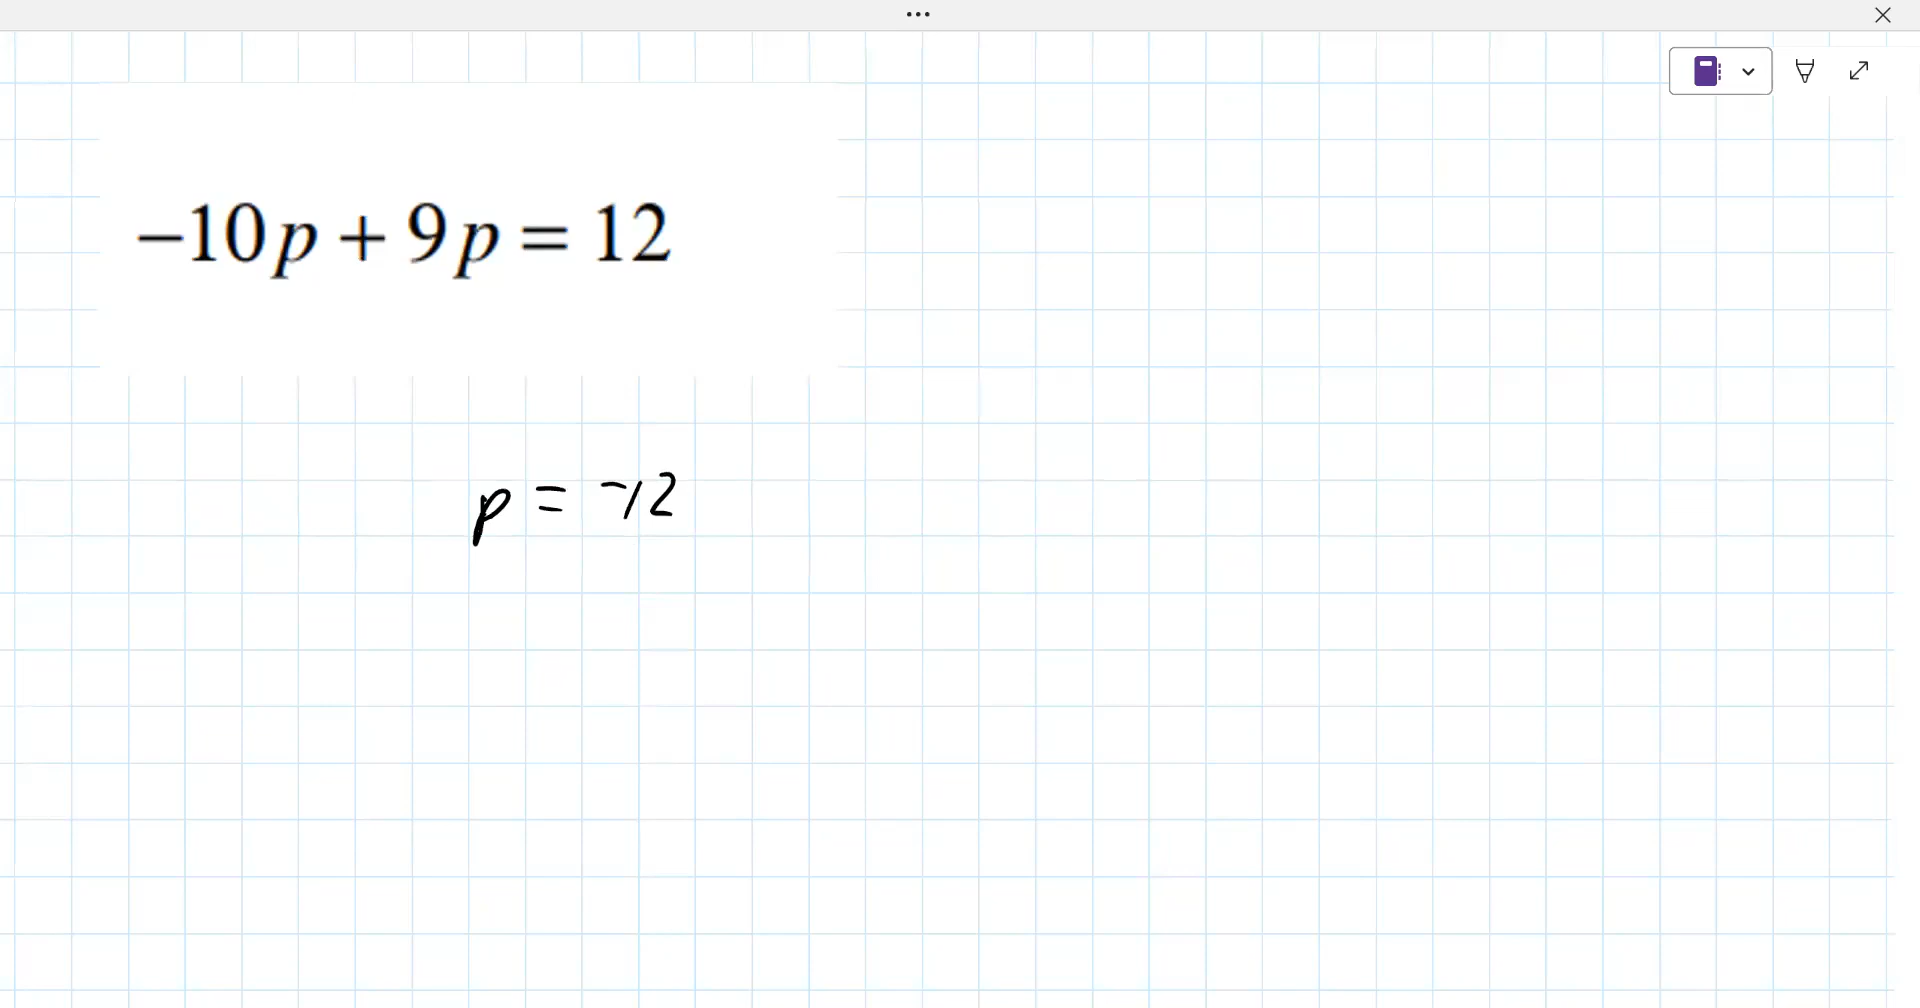 −10p + 9p = 12
p = -12